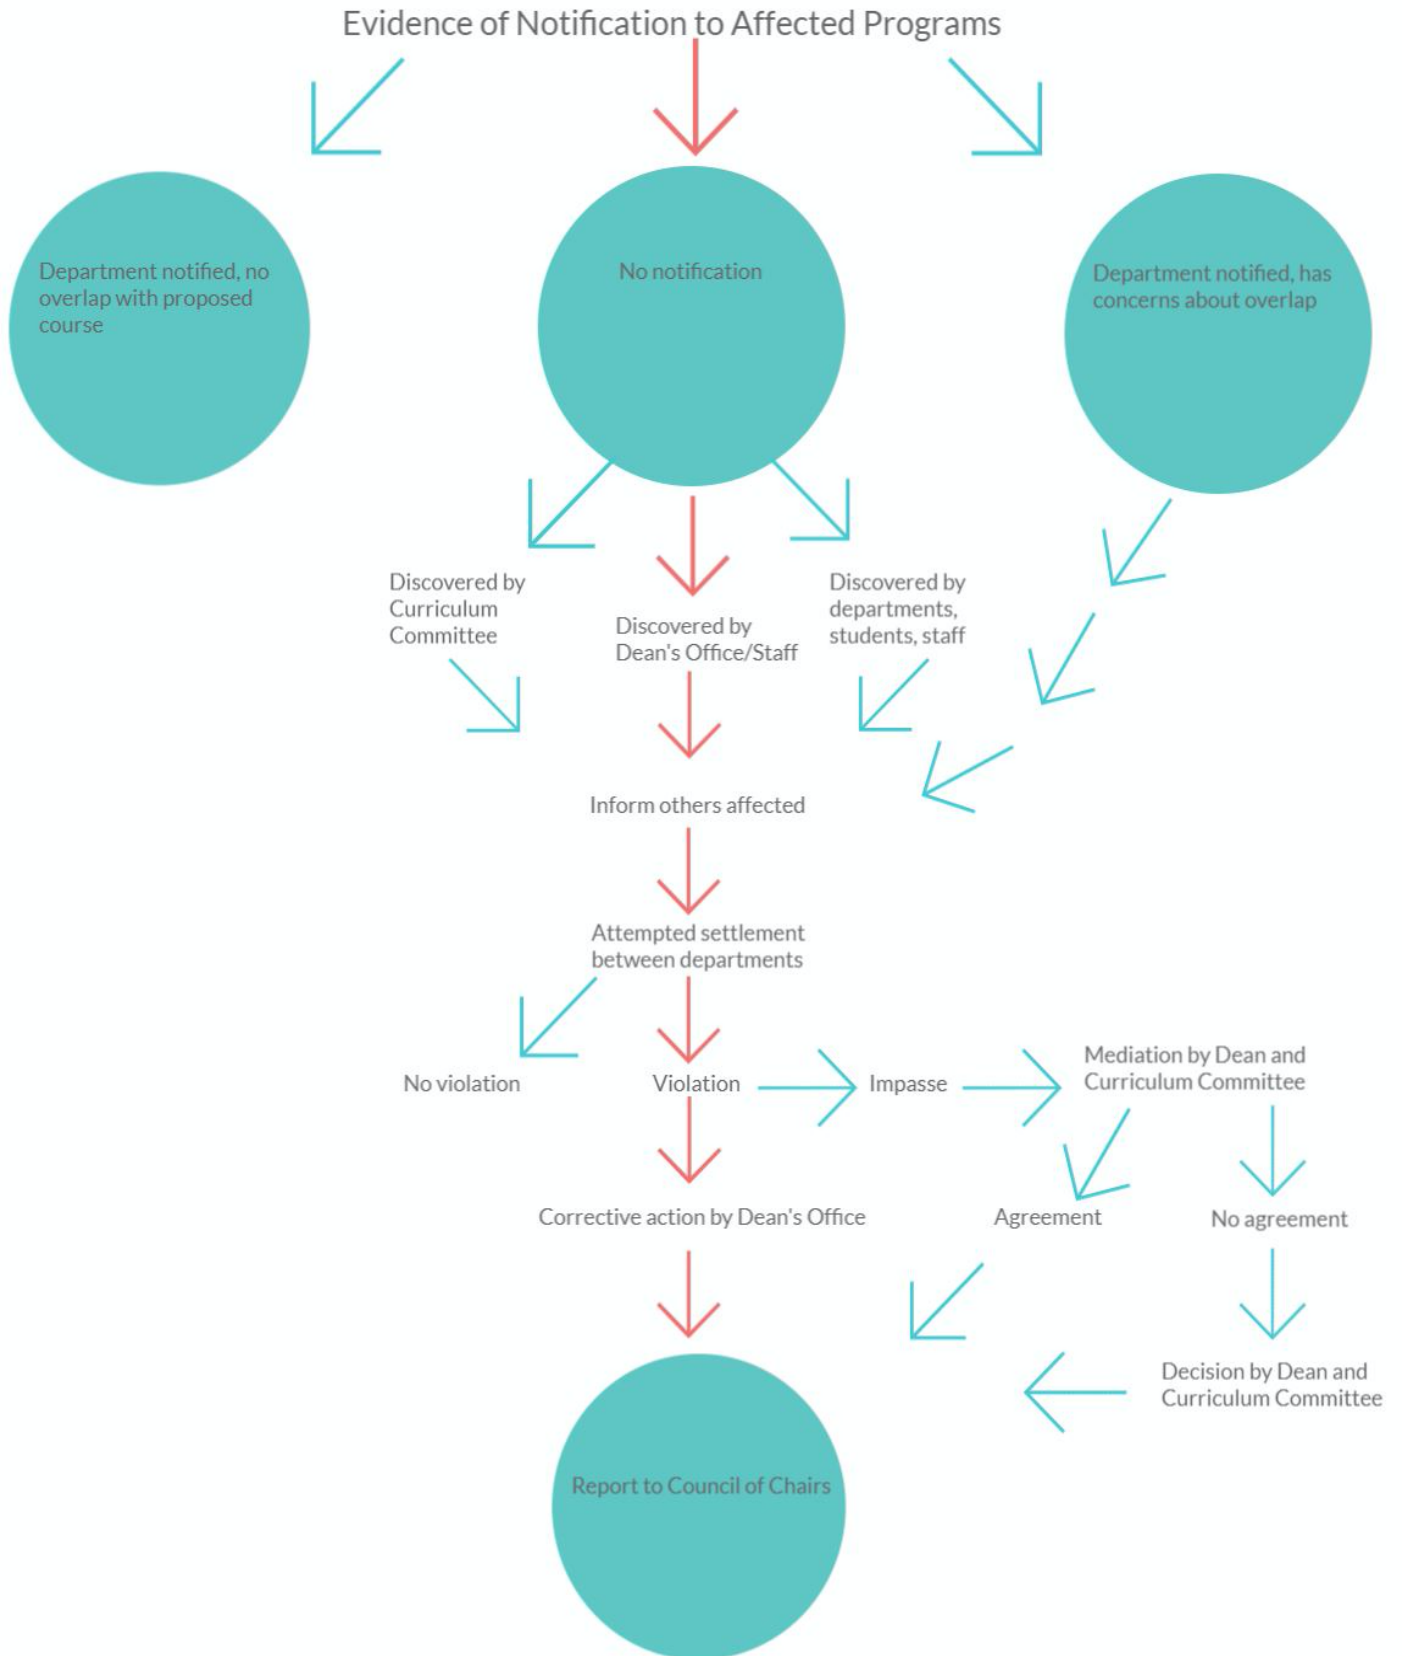 Evidence of Notification to Affected Programs
Department notified, no
overlap with proposed
course
No notification
Department notified, has
concerns about overlap
Discovered by
Curriculum
Committee
Discovered by
Dean's Office/Staff
Discovered by
departments,
students, staff
Inform others affected
Attempted settlement
between departments
No violation
Violation
Impasse
Mediation by Dean and
Curriculum Committee
Corrective action by Dean's Office
Agreement
No agreement
Decision by Dean and
Curriculum Committee
Report to Council of Chairs